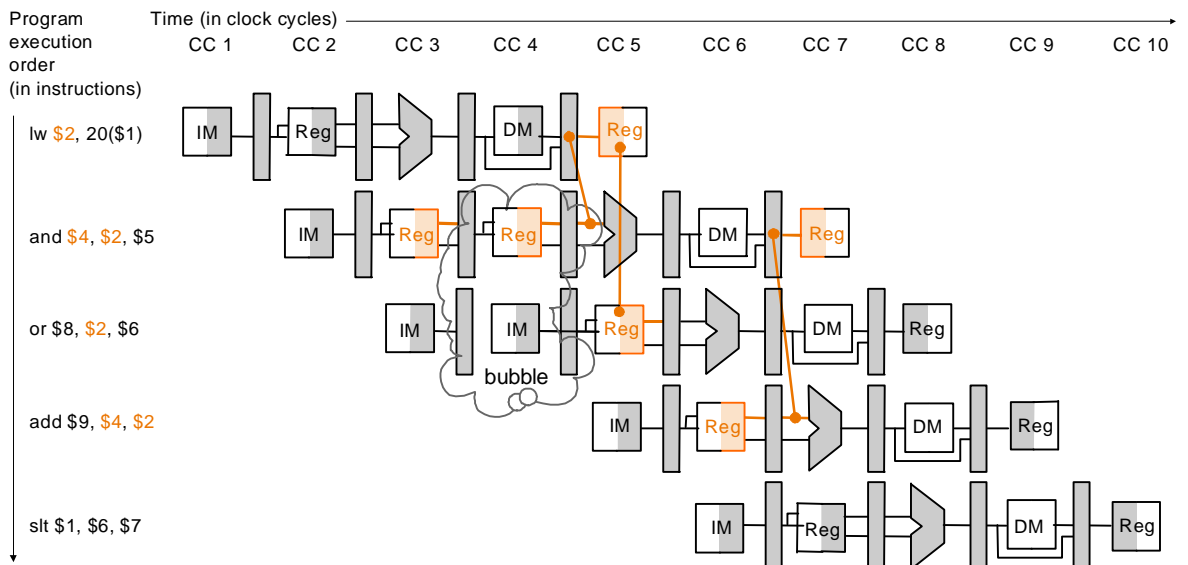 Program
execution
order
(in instructions)
Time (in clock cycles)
CC 1 CC 2 CC 3 CC 4 CC 5 CC 6 CC 7 CC 8 CC 9 CC 10
lw $2, 20($1)
IM Reg DM Reg
and $4, $2, $5
IM Reg Reg DM Reg
or $8, $2, $6
IM IM Reg DM Reg
bubble
add $9, $4, $2
IM Reg DM Reg
slt $1, $6, $7
IM Reg DM Reg